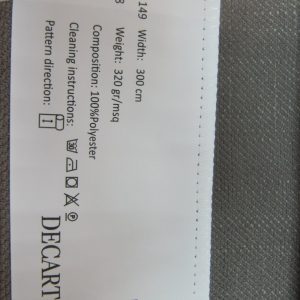 149 Width: 300 cm
8 Weight: 320 gr/msq
Composition: 100%Polyester
Cleaning instructions:
Pattern direction:
DECART